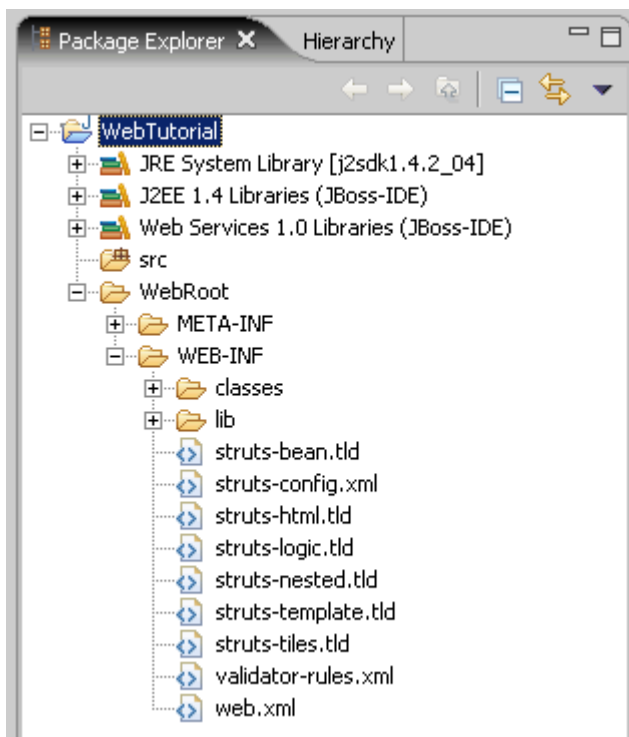 Package Explorer Hierarchy
WebTutorial
JRE System Library [j2sdk1.4.2_04]
J2EE 1.4 Libraries (JBoss-IDE)
Web Services 1.0 Libraries (JBoss-IDE)
src
WebRoot
META-INF
WEB-INF
classes
lib
struts-bean.tld
struts-config.xml
struts-html.tld
struts-logic.tld
struts-nested.tld
struts-template.tld
struts-tiles.tld
validator-rules.xml
web.xml